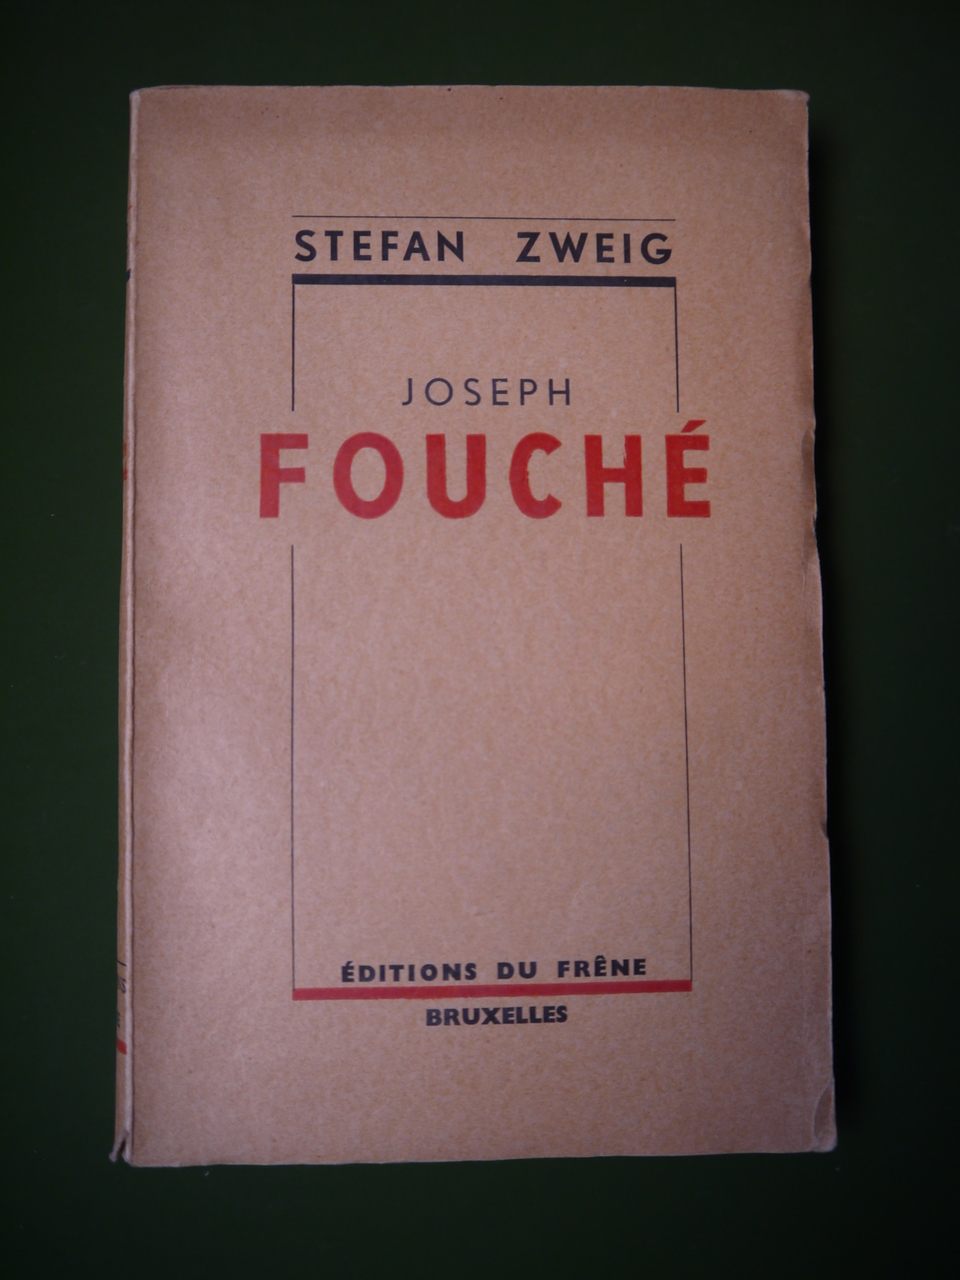 STEFAN ZWEIG
JOSEPH
FOUCHÉ
ÉDITIONS DU FRÊNE
BRUXELLES